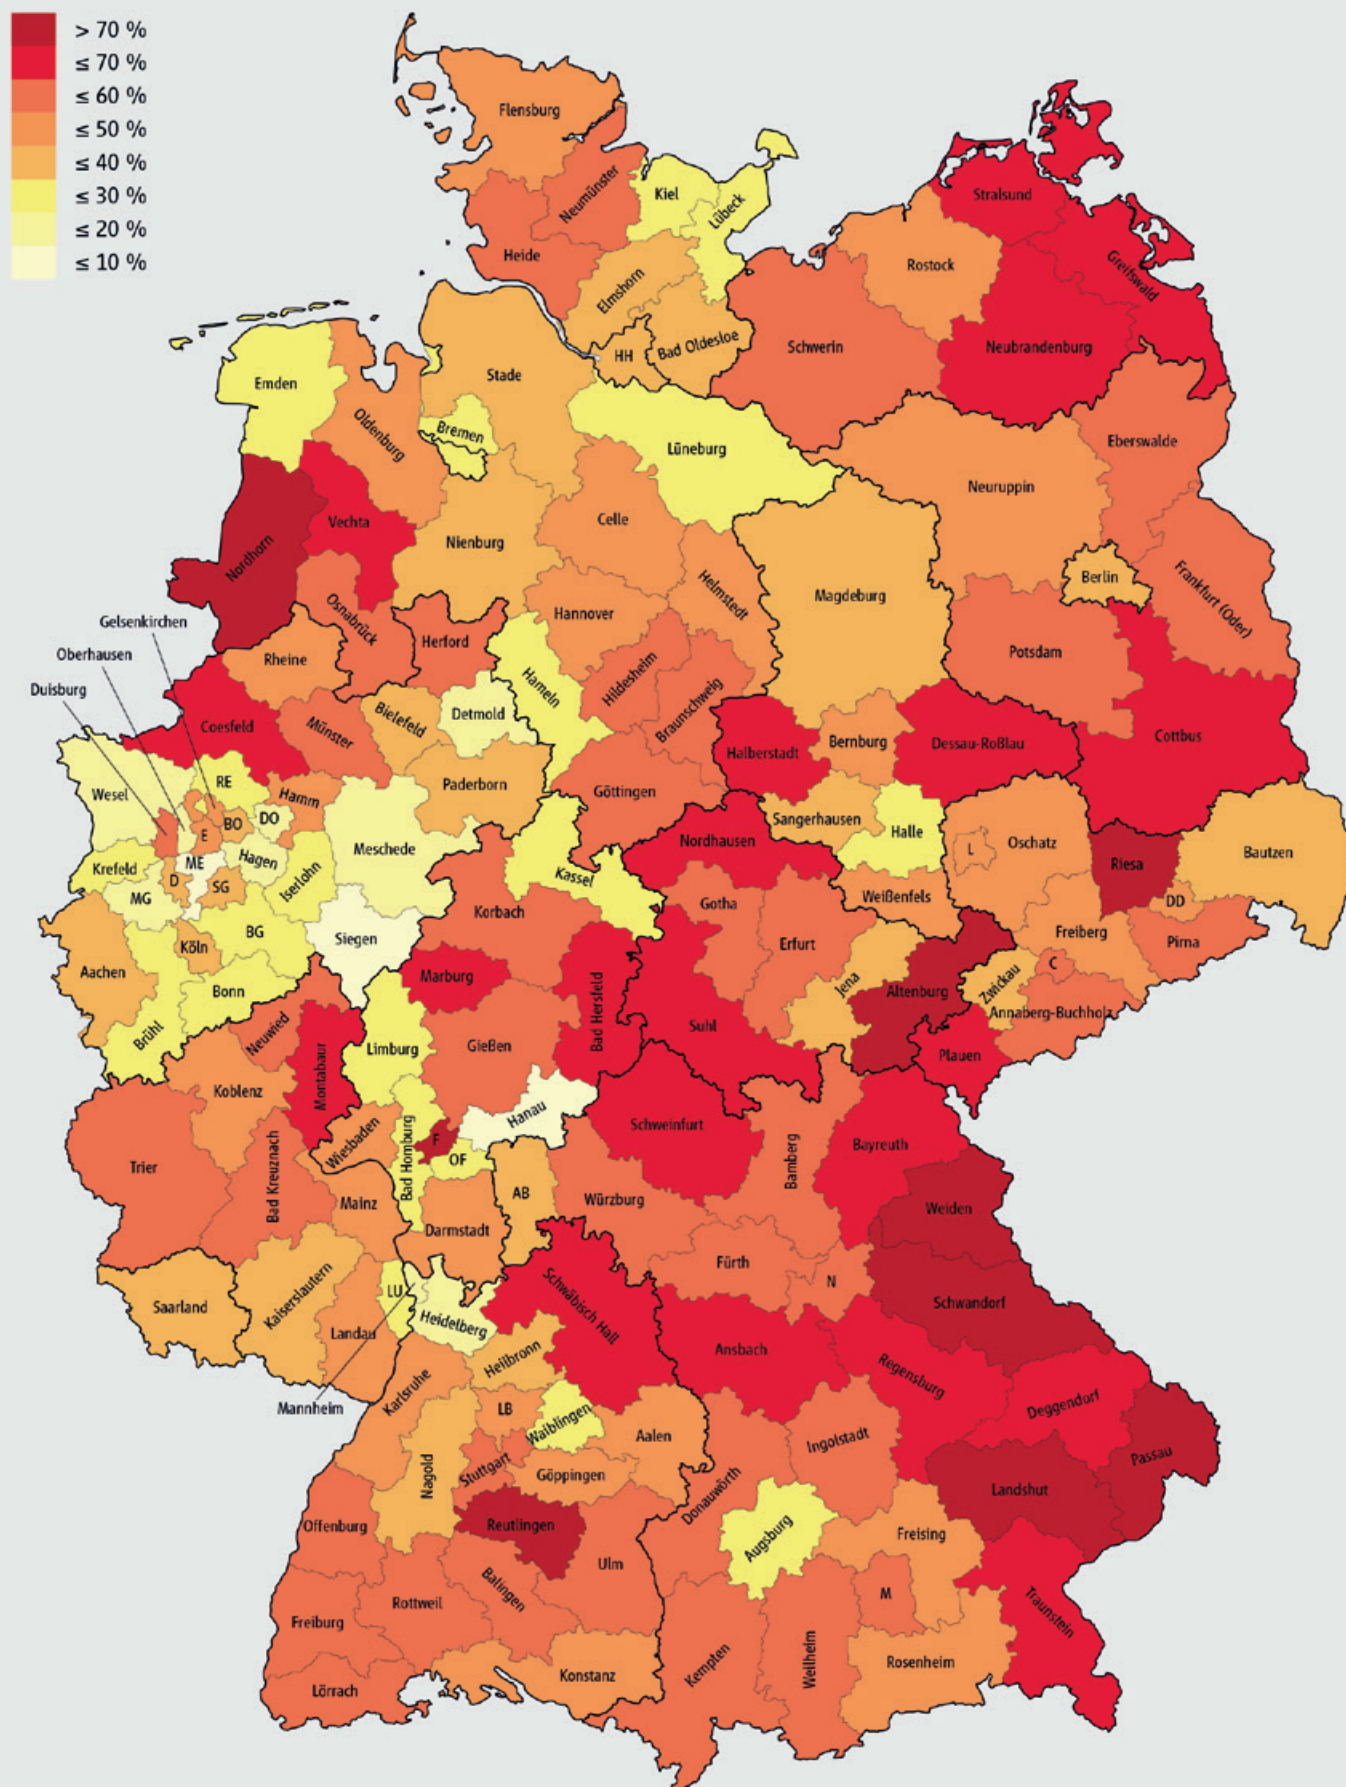 > 70 %
≤ 70 %
≤ 60 %
≤ 50 %
≤ 40 %
≤ 30 %
≤ 20 %
≤ 10 %
Flensburg
Neumünster
Kiel
Lübeck
Heide
Elmshorn
HH
Bad Oldesloe
Stralsund
Rostock
Greifswald
Schwerin
Neubrandenburg
Emden
Stade
Oldenburg
Bremen
Lüneburg
Eberswalde
Neuruppin
Vechta
Celle
Nienburg
Nordhorn
Helmstedt
Magdeburg
Berlin
Frankfurt (Oder)
Hannover
Gelsenkirchen
Osnabrück
Herford
Oberhausen
Rheine
Potsdam
Duisburg
Hameln
Hildesheim
Braunschweig
Coesfeld
Münster
Bielefeld
Detmold
Halberstadt
Bernburg
Dessau-Roßlau
Cottbus
Wesel
RE
Hamm
Paderborn
Göttingen
E
BO
DO
Sangerhausen
Halle
Nordhausen
L
Oschatz
Riesa
Bautzen
Krefeld
ME
Hagen
Meschede
D
SG
Iserlohn
Kassel
MG
Korbach
Gotha
Weißenfels
DD
Köln
BG
Siegen
Erfurt
Freiberg
Pirna
Aachen
Marburg
C
Bonn
Jena
Altenburg
Zwickau
Annaberg-Buchholz
Brühl
Neuwied
Limburg
Gießen
Bad Hersfeld
Suhl
Plauen
Koblenz
Montabaur
Hanau
Schweinfurt
Trier
Bad Kreuznach
Wiesbaden
Bad Homburg
F
OF
Bamberg
Bayreuth
Mainz
AB
Würzburg
Weiden
Darmstadt
Fürth
N
Saarland
Kaiserslautern
LU
Heidelberg
Schwäbisch Hall
Schwandorf
Landau
Ansbach
Regensburg
Mannheim
Karlsruhe
Heilbronn
Deggendorf
LB
Waiblingen
Aalen
Ingolstadt
Passau
Nagold
Stuttgart
Göppingen
Donauwörth
Landshut
Offenburg
Reutlingen
Augsburg
Freising
Ulm
Freiburg
Rottweil
Balingen
M
Traunstein
Kempten
Weilheim
Rosenheim
Konstanz
Lörrach